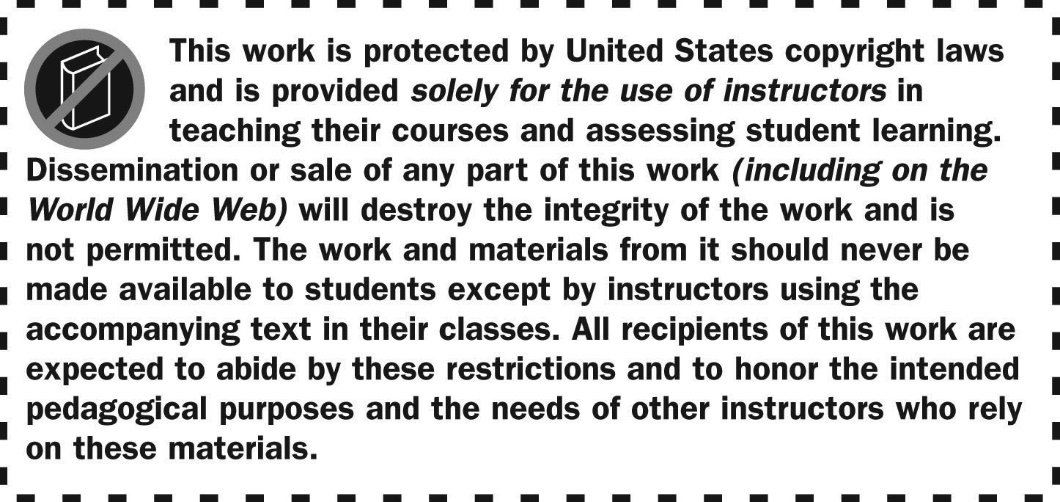 This work is protected by United States copyright laws
and is provided solely for the use of instructors in
teaching their courses and assessing student learning.
Dissemination or sale of any part of this work (including on the
World Wide Web) will destroy the integrity of the work and is
not permitted. The work and materials from it should never be
made available to students except by instructors using the
accompanying text in their classes. All recipients of this work are
expected to abide by these restrictions and to honor the intended
pedagogical purposes and the needs of other instructors who rely
on these materials.